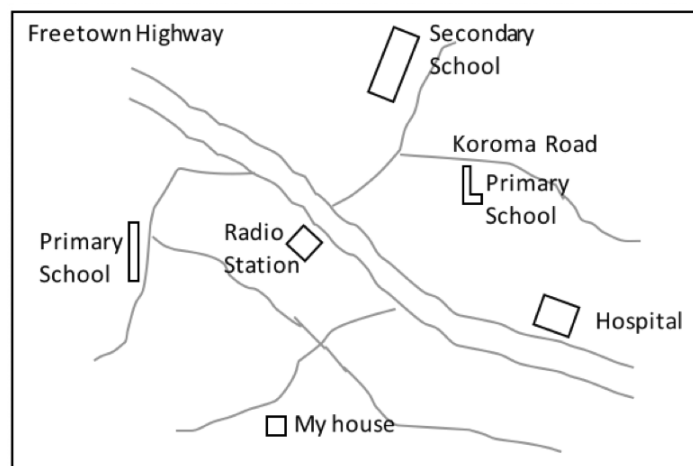 Freetown Highway
Secondary
School
Koroma Road
Primary
School
Primary
School
Radio
Station
Hospital
My house